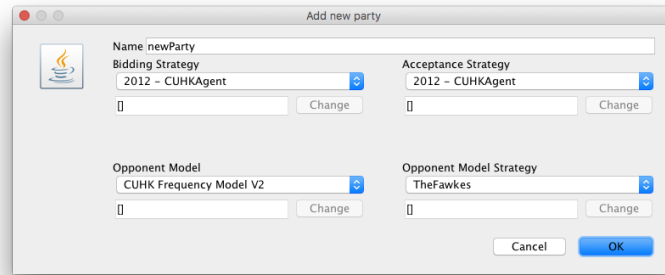 Add new party
Name newParty
Bidding Strategy
Acceptance Strategy
2012 - CUHKAgent
2012 - CUHKAgent
[]
Change
[]
Change
Opponent Model
Opponent Model Strategy
CUHK Frequency Model V2
TheFawkes
[]
Change
[]
Change
Cancel
OK